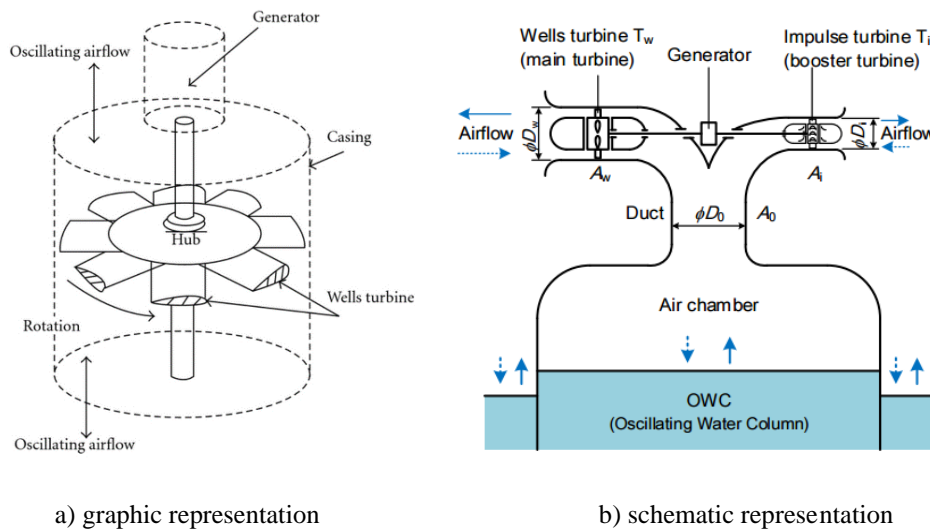 Generator
Oscillating airflow
Casing
Hub
Wells turbine
Rotation
Oscillating airflow
a) graphic representation
Wells turbine Tw
(main turbine)
Generator
Impulse turbine Ti
(booster turbine)
Airflow
ϕDw
Aw
ϕDi
Airflow
Ai
Duct
ϕD0
A0
Air chamber
OWC
(Oscillating Water Column)
b) schematic representation